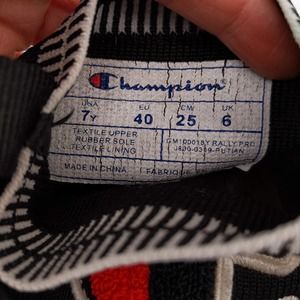 Champion
USA EU CM UK
7Y 40 25 6
TEXTILE UPPER
RUBBER SOLE
TEXTILE LINING
GM100018Y RALLY PRO
MADE IN CHINA